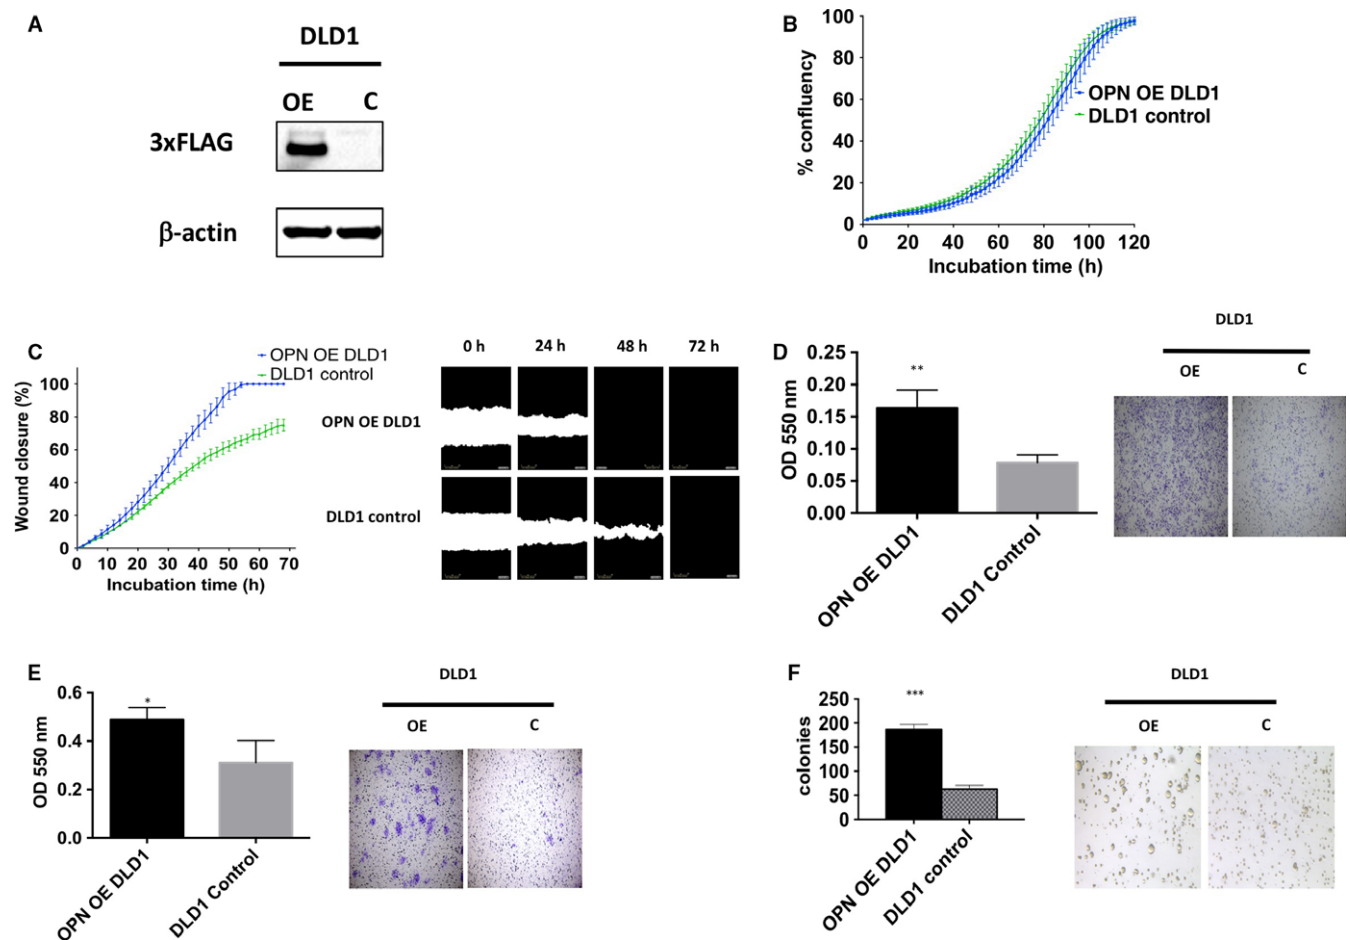 A
DLD1
OE C
3xFLAG
β-actin
B
% confluency
100
80
60
40
20
0
OPN OE DLD1
DLD1 control
0 20 40 60 80 100 120
Incubation time (h)
C
OPN OE DLD1
DLD1 control
Wound closure (%)
100
80
60
40
20
0
0 10 20 30 40 50 60 70
Incubation time (h)
0 h 24 h 48 h 72 h
OPN OE DLD1
DLD1 control
D
OD 550 nm
0.25
0.20
0.15
0.10
0.05
0.00
**
OPN OE DLD1
DLD1 Control
DLD1
OE C
E
OD 550 nm
0.6
0.4
0.2
0.0
*
OPN OE DLD1
DLD1 Control
DLD1
OE C
F
colonies
250
200
150
100
50
0
***
OPN OE DLD1
DLD1 control
DLD1
OE C